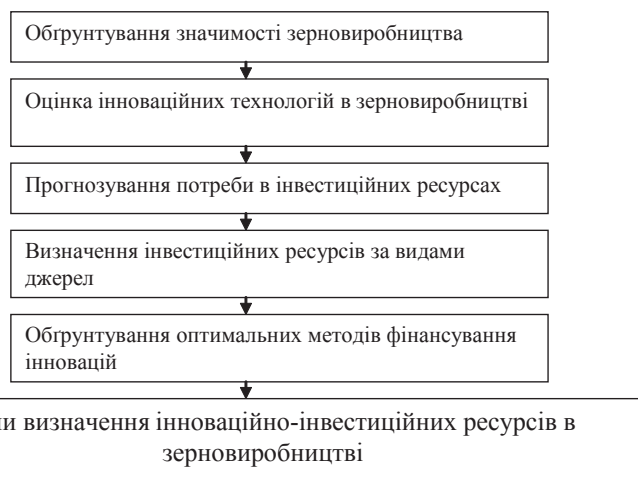 Обґрунтування значимості зерновиробництва
Оцінка інноваційних технологій в зерновиробництві
Прогнозування потреби в інвестиційних ресурсах
Визначення інвестиційних ресурсів за видами
джерел
Обґрунтування оптимальних методів фінансування
інновацій
визначення інноваційно-інвестиційних ресурсів в
зерновиробництві